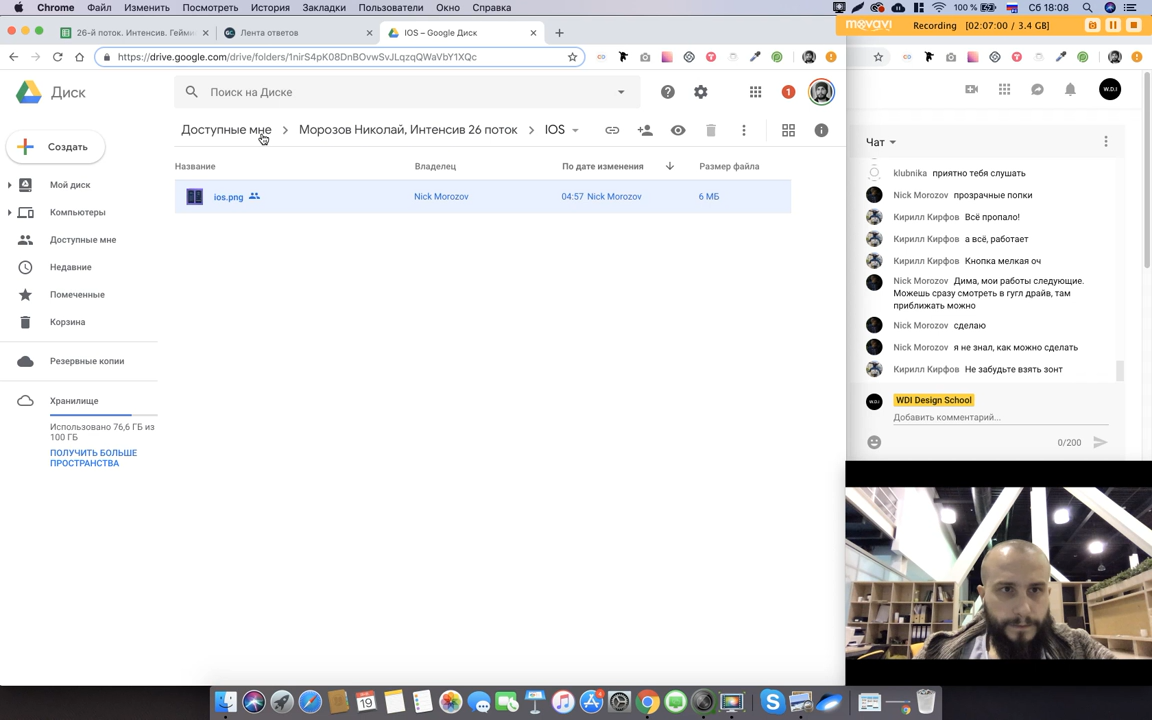 Chrome Файл Изменить Посмотреть История Закладки Пользователи Окно Справка
100 % Сб 18:08
movavi Recording [02:07:00 / 3.4 GB]
26-й поток. Интенсив. Гейми
Лента ответов
IOS – Google Диск
https://drive.google.com/drive/folders/1nirS4pK08DnBOvwSvJLqzqQWaVbY1XQc
Диск
Поиск на Диске
1
W.D.I
Создать
Доступные мне
Морозов Николай, Интенсив 26 поток
IOS
Название
Владелец
По дате изменения
Размер файла
ios.png
Nick Morozov
04:57 Nick Morozov
6 МБ
Мой диск
Компьютеры
Доступные мне
Недавние
Помеченные
Корзина
Резервные копии
Хранилище
Использовано 76,6 ГБ из
100 ГБ
ПОЛУЧИТЬ БОЛЬШЕ
ПРОСТРАНСТВА
Чат
klubnika приятно тебя слушать
Nick Morozov прозрачные попки
Кирилл Кирфов Всё пропало!
Кирилл Кирфов а всё, работает
Кирилл Кирфов Кнопка мелкая оч
Nick Morozov Дима, мои работы следующие.
Можешь сразу смотреть в гугл драйв, там
приближать можно
Nick Morozov сделаю
Nick Morozov я не знал, как можно сделать
Кирилл Кирфов Не забудьте взять зонт
W.D.I
WDI Design School
Добавить комментарий...
0/200
19